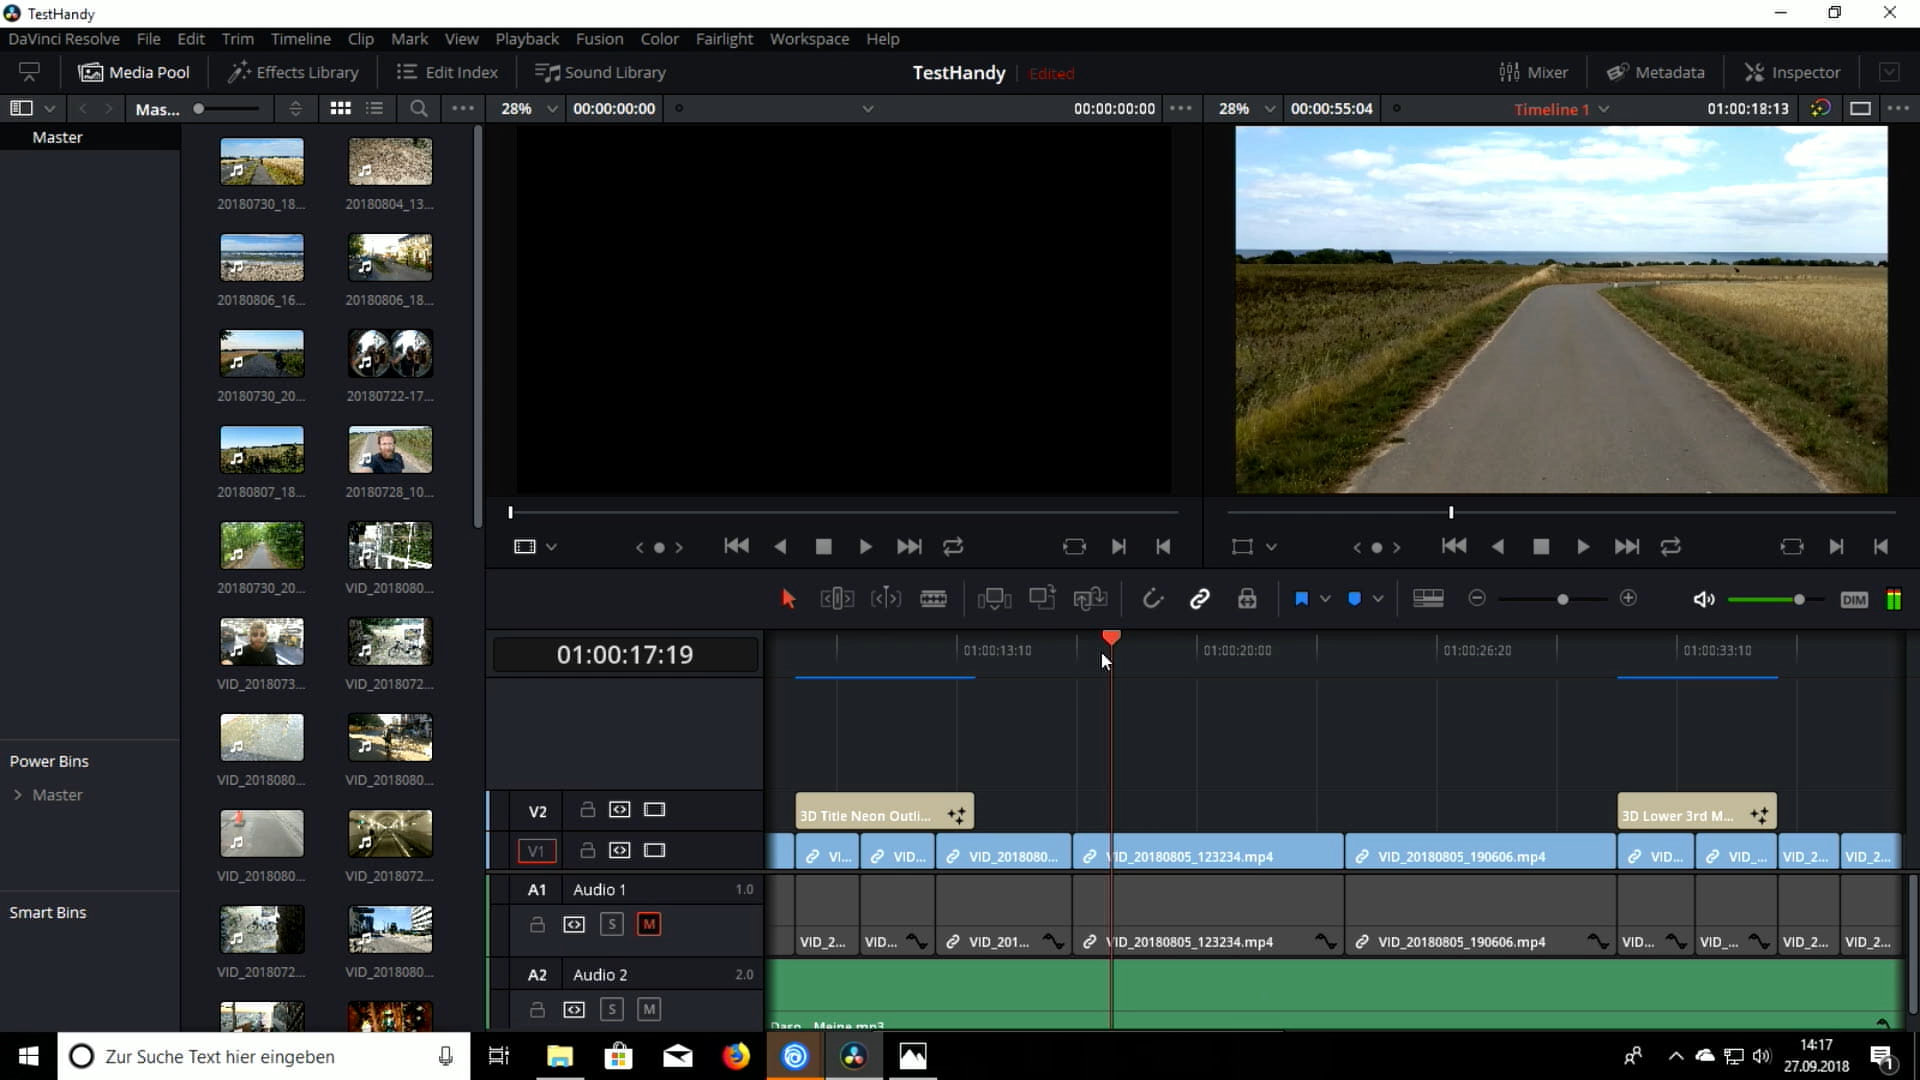 TestHandy
DaVinci Resolve File Edit Trim Timeline Clip Mark View Playback Fusion Color Fairlight Workspace Help
Media Pool Effects Library Edit Index Sound Library TestHandy Edited Mixer Metadata Inspector
Mas... 28% 00:00:00:00 00:00:00:00 28% 00:00:55:04 Timeline 1 01:00:18:13
Master
20180730_18... 20180804_13...
20180806_16... 20180806_18...
20180730_20... 20180722-17...
20180807_18... 20180728_10...
20180730_20... VID_2018080...
VID_2018073... VID_2018072...
VID_2018080... VID_2018080...
VID_2018080... VID_2018072...
VID_2018072... VID_2018080...
Power Bins
Master
Smart Bins
DIM
01:00:17:19 01:00:13:10 01:00:20:00 01:00:26:20 01:00:33:10
V2 3D Title Neon Outli... 3D Lower 3rd M...
V1 VI... VID... VID_2018080... VID_20180805_123234.mp4 VID_20180805_190606.mp4 VID... VID_... VID_2... VID_2...
A1 Audio 1 1.0
S M VID_2... VID... VID_201... VID_20180805_123234.mp4 VID_20180805_190606.mp4 VID... VID_... VID_2... VID_2...
A2 Audio 2 2.0
S M
Meine.mp3
Zur Suche Text hier eingeben
14:17
27.09.2018
1